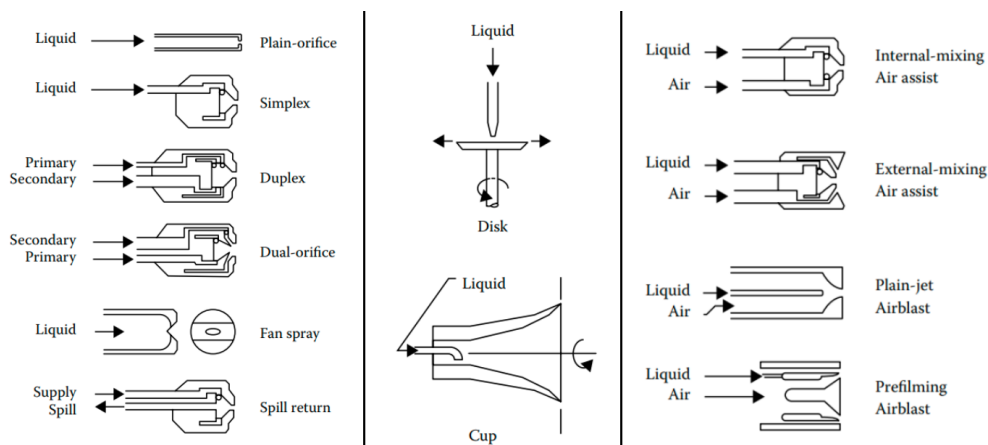 Liquid
Plain-orifice
Liquid
Simplex
Primary
Secondary
Duplex
Secondary
Primary
Dual-orifice
Liquid
Fan spray
Supply
Spill
Spill return
Liquid
Disk
Liquid
Cup
Liquid
Air
Internal-mixing
Air assist
Liquid
Air
External-mixing
Air assist
Liquid
Air
Plain-jet
Airblast
Liquid
Air
Prefilming
Airblast